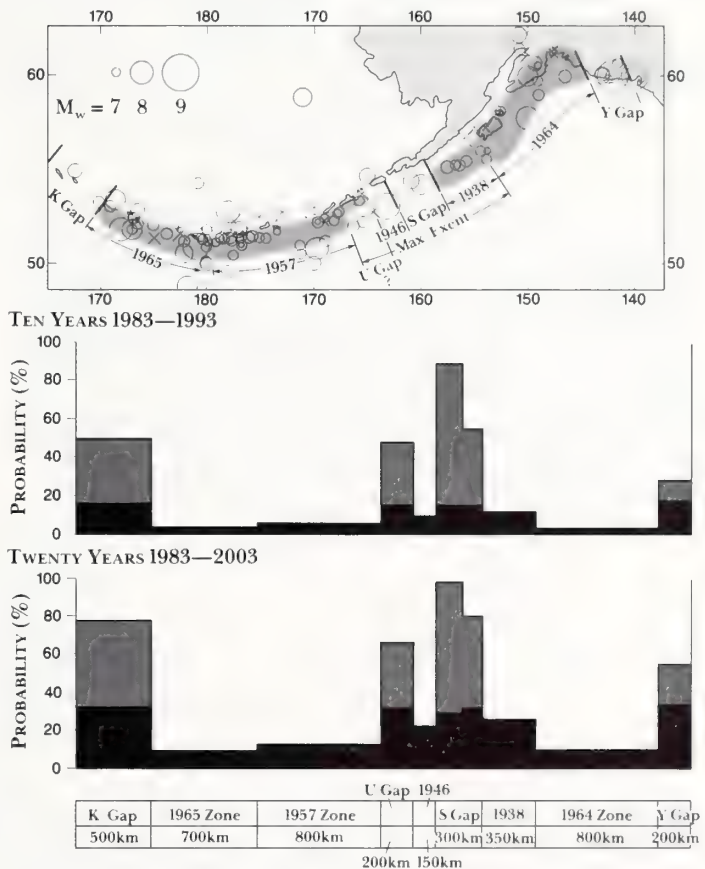 170 180 170 160 150 140
60 60
Mw = 7 8 9
Y Gap
1964
K Gap
1938
1946 S Gap
Max Exent
1965
1957
U Gap
?
50 50
170 180 170 160 150 140
TEN YEARS 1983—1993
PROBABILITY (%)
100
80
60
40
20
0
TWENTY YEARS 1983—2003
PROBABILITY (%)
100
80
60
40
20
0
U Gap 1946
K Gap 1965 Zone 1957 Zone S Gap 1938 1964 Zone Y Gap
500km 700km 800km 300km 350km 800km 200km
200km 150km